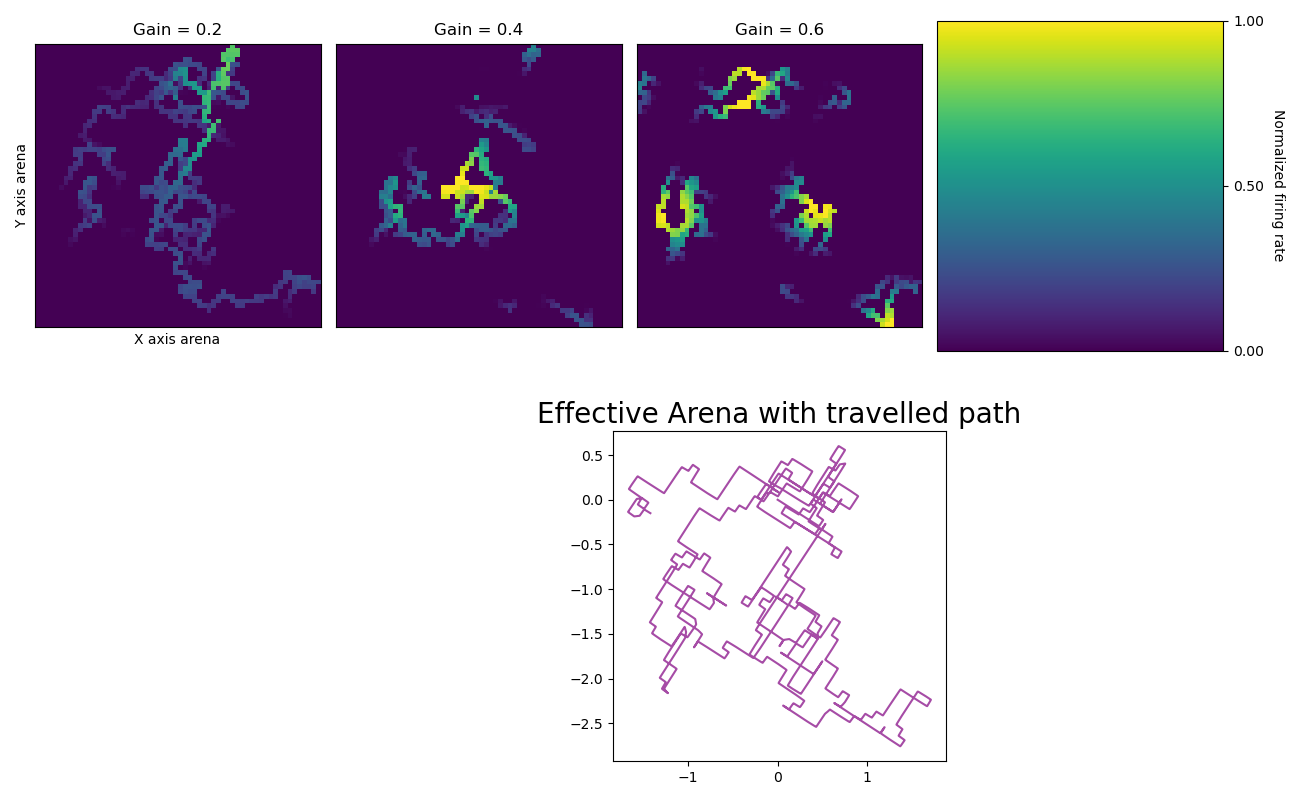 Gain = 0.2
Gain = 0.4
Gain = 0.6
Y axis arena
X axis arena
1.00
0.50
0.00
Normalized firing rate
Effective Arena with travelled path
0.5
0.0
−0.5
−1.0
−1.5
−2.0
−2.5
−1
0
1